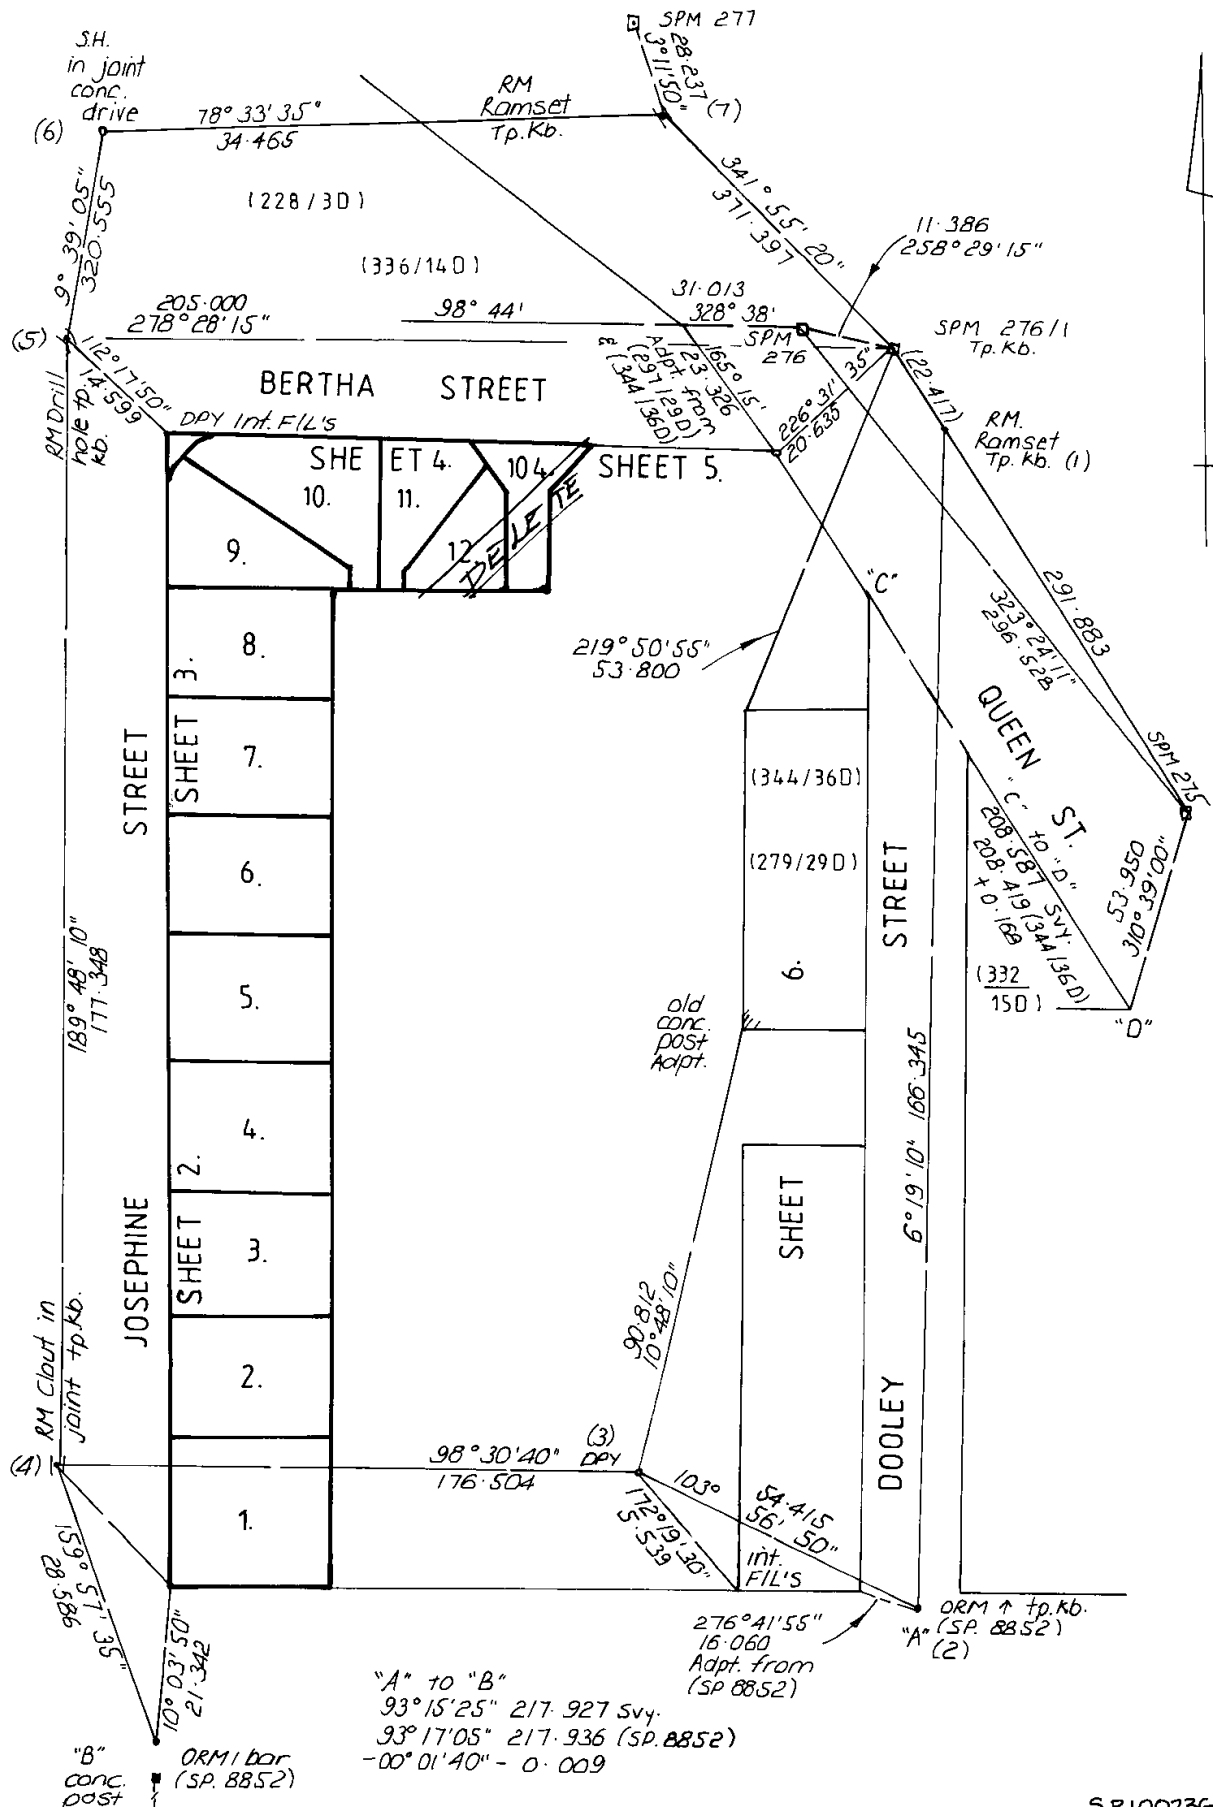 SPM 277
28.237
3°11'50"
(7)
S.H.
in joint
conc.
drive
(6)
78° 33' 35"
34.465
RM
Ramset
Tp.Kb.
9° 39' 05"
320.555
(228/3D)
(336/14D)
341° 55' 20"
371.397
11.386
258° 29' 15"
205.000
278° 28' 15"
98° 44'
31.013
328° 38'
SPM
276
SPM 276/1
Tp.Kb.
(5)
112° 17' 50"
14.599
RM Drill
hole tp.
kb.
BERTHA STREET
165° 15'
23.326
Adpt. from
(297/29D)
& (344/36D)
226° 31' 35"
20.635
(22.417)
RM.
Ramset
Tp.Kb. (1)
DPY Int. F/L's
SHEET 4.
SHEET 5.
10.
11.
104.
12.
DELETE
9.
"C"
219° 50' 55"
53.800
323° 24' 11"
296.528
291.883
8.
3.
SHEET
7.
STREET
6.
5.
QUEEN ST.
SPM 275
(344/36D)
(279/29D)
6.
STREET
"C" to "D"
208.587 Svy.
208.419 (344/36D)
+0.168
53.950
310° 39' 00"
(332
15D)
"D"
189° 48' 10"
177.348
old
conc.
post
Adpt.
6° 19' 10" 166.345
4.
2.
SHEET
3.
JOSEPHINE
SHEET
90.812
10° 48' 10"
RM Clout in
joint tp.kb.
2.
DOOLEY
(4)
98° 30' 40"
176.504
(3)
DPY
103° 56' 50"
54.415
172° 19' 30"
5.539
1.
int.
F/L'S
159° 57' 35"
28.586
10° 03' 50"
21.342
276° 41' 55"
16.060
Adpt. from
(SP 8852)
ORM ↑ tp.kb.
"A" (SP. 8852)
(2)
"A" to "B"
93° 15' 25" 217.927 Svy.
93° 17' 05" 217.936 (SP. 8852)
-00° 01' 40" - 0.009
"B"
conc.
post
ORM / bar
(SP. 8852)